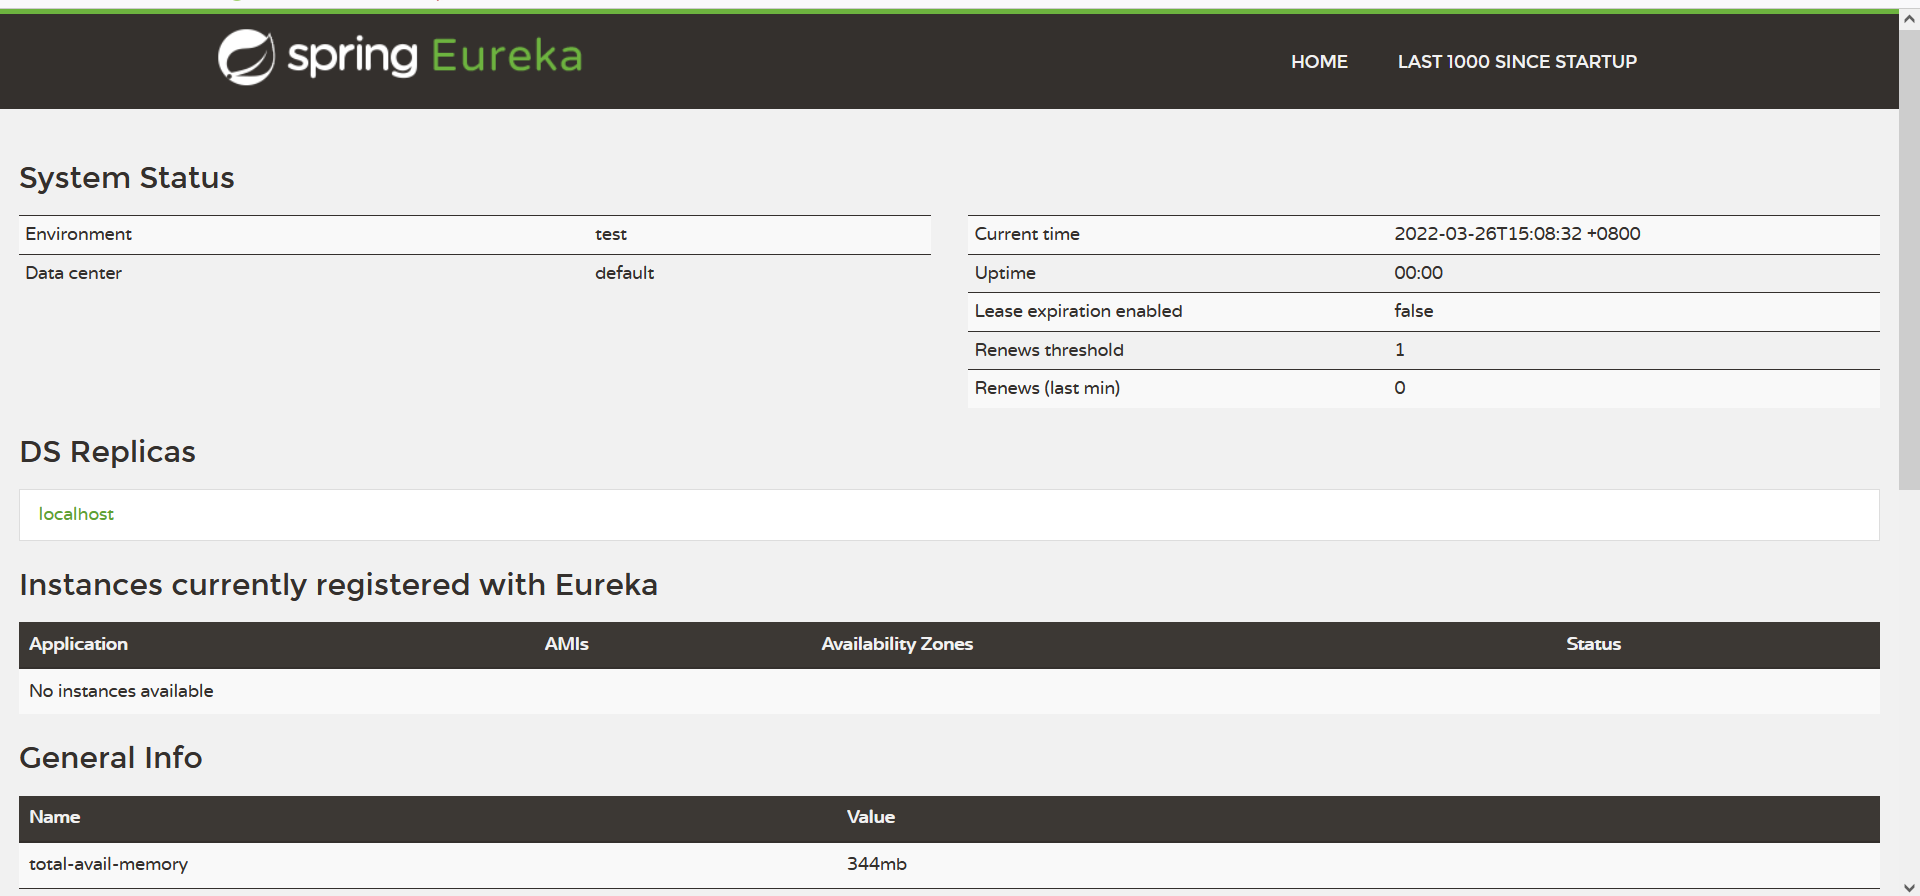 spring Eureka
HOME LAST 1000 SINCE STARTUP
System Status
Environment test
Data center default
Current time 2022-03-26T15:08:32 +0800
Uptime 00:00
Lease expiration enabled false
Renews threshold 1
Renews (last min) 0
DS Replicas
localhost
Instances currently registered with Eureka
Application AMIs Availability Zones Status
No instances available
General Info
Name Value
total-avail-memory 344mb